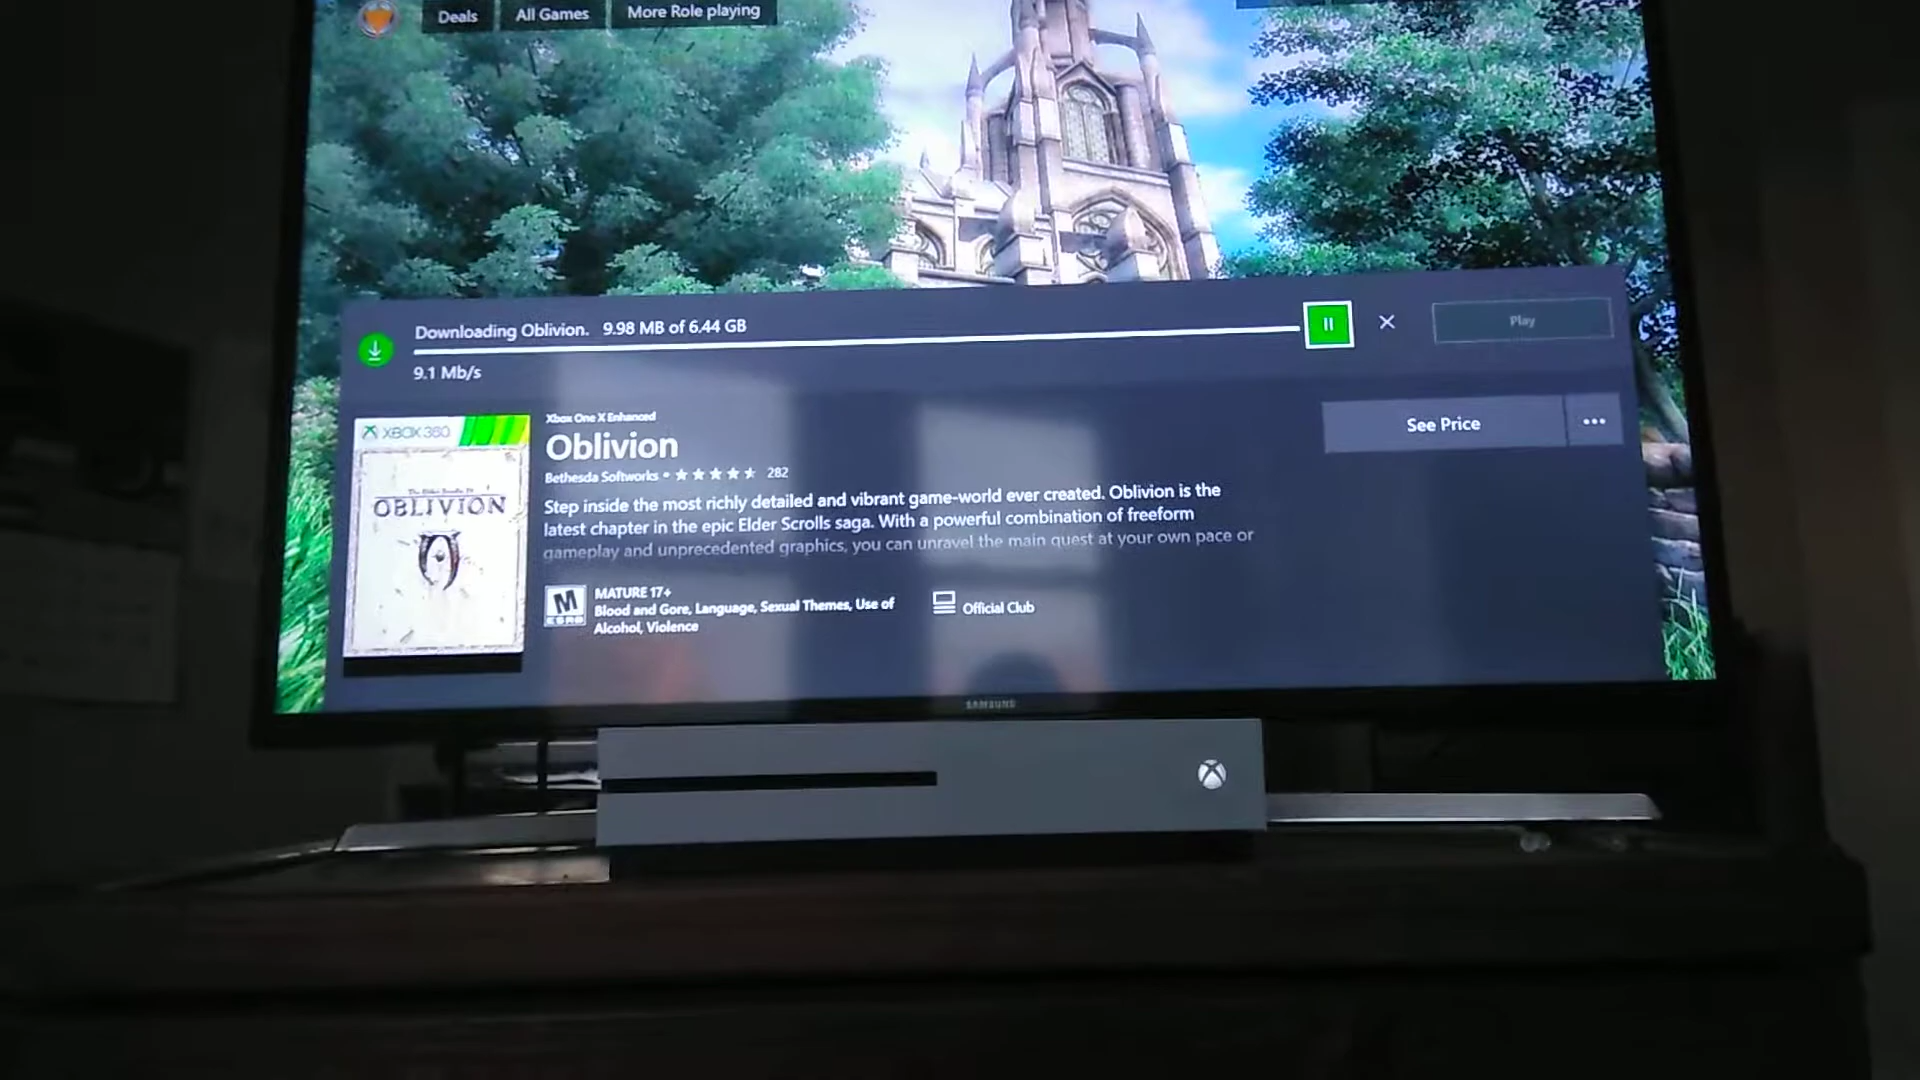 Deals
All Games
More Role playing
Downloading Oblivion. 9.98 MB of 6.44 GB
Play
9.1 Mb/s
XBOX 360
The Elder Scrolls IV
OBLIVION
Xbox One X Enhanced
Oblivion
Bethesda Softworks • 282
See Price
Step inside the most richly detailed and vibrant game-world ever created. Oblivion is the
latest chapter in the epic Elder Scrolls saga. With a powerful combination of freeform
gameplay and unprecedented graphics, you can unravel the main quest at your own pace or
M
ESRB
MATURE 17+
Blood and Gore, Language, Sexual Themes, Use of
Alcohol, Violence
Official Club
SAMSUNG